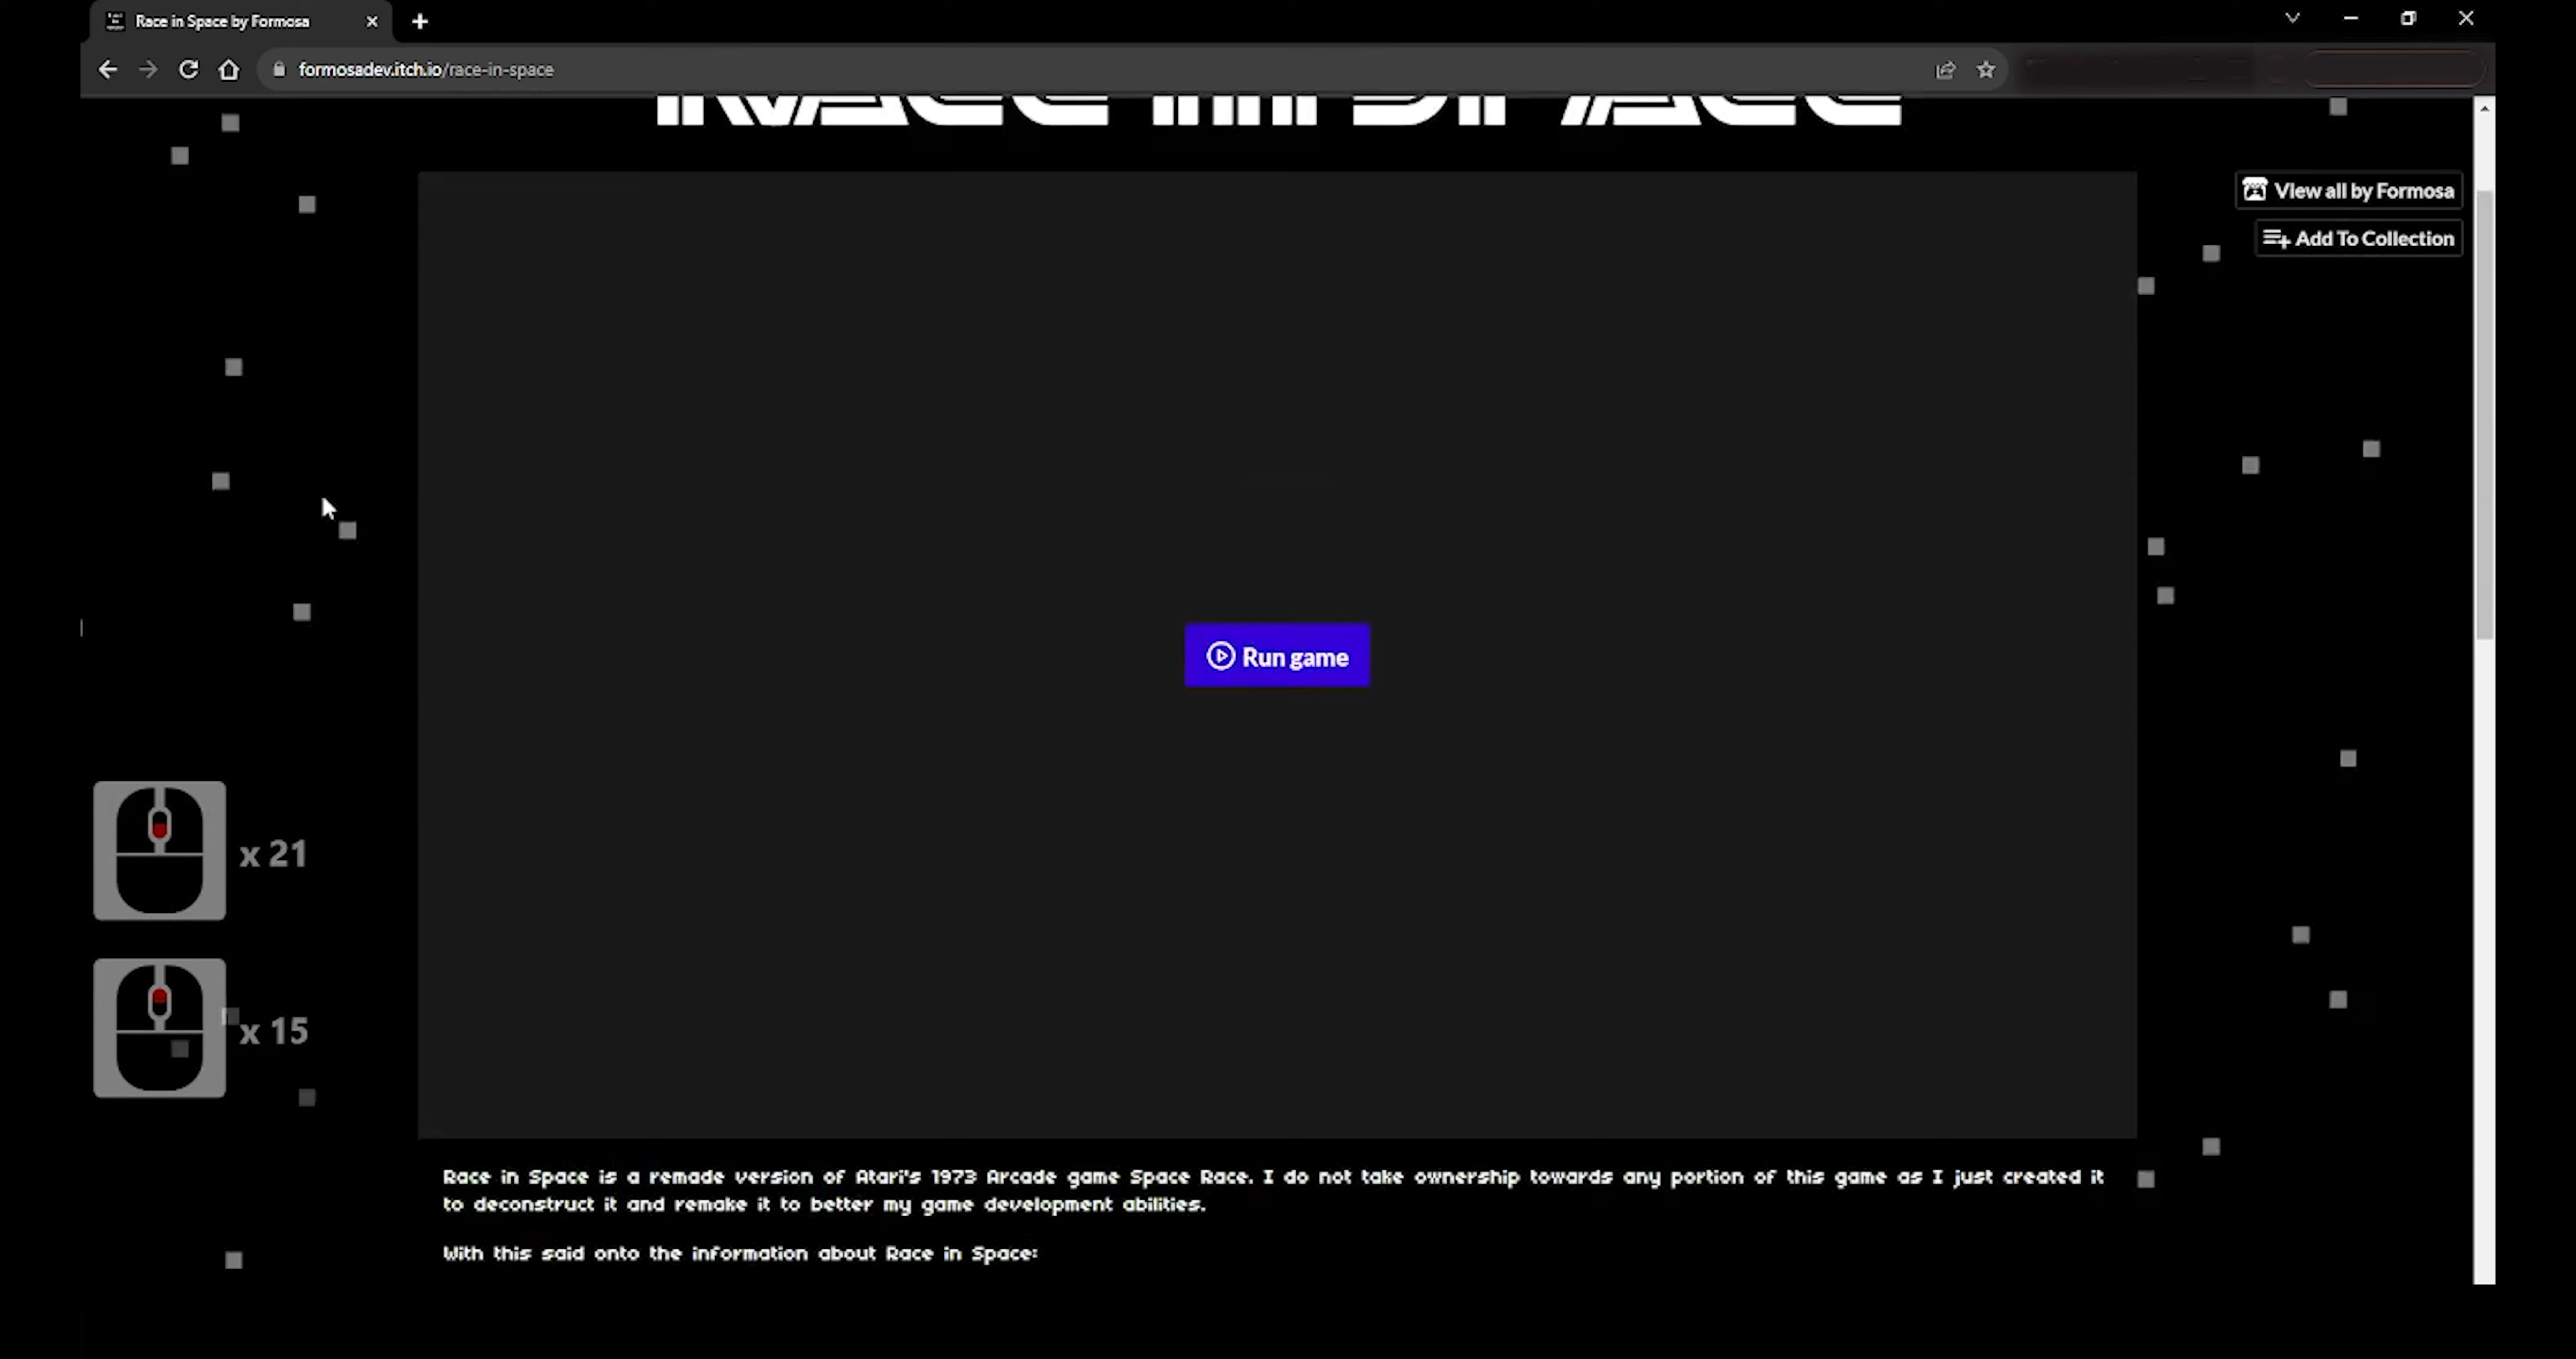 Race in Space by Formosa
formosadev.itch.io/race-in-space
Race in Space
View all by Formosa
Add To Collection
Run game
x 21
x 15
Race in Space is a remade version of Atari's 1973 Arcade game Space Race. I do not take ownership towards any portion of this game as I just created it
to deconstruct it and remake it to better my game development abilities.
With this said onto the information about Race in Space: